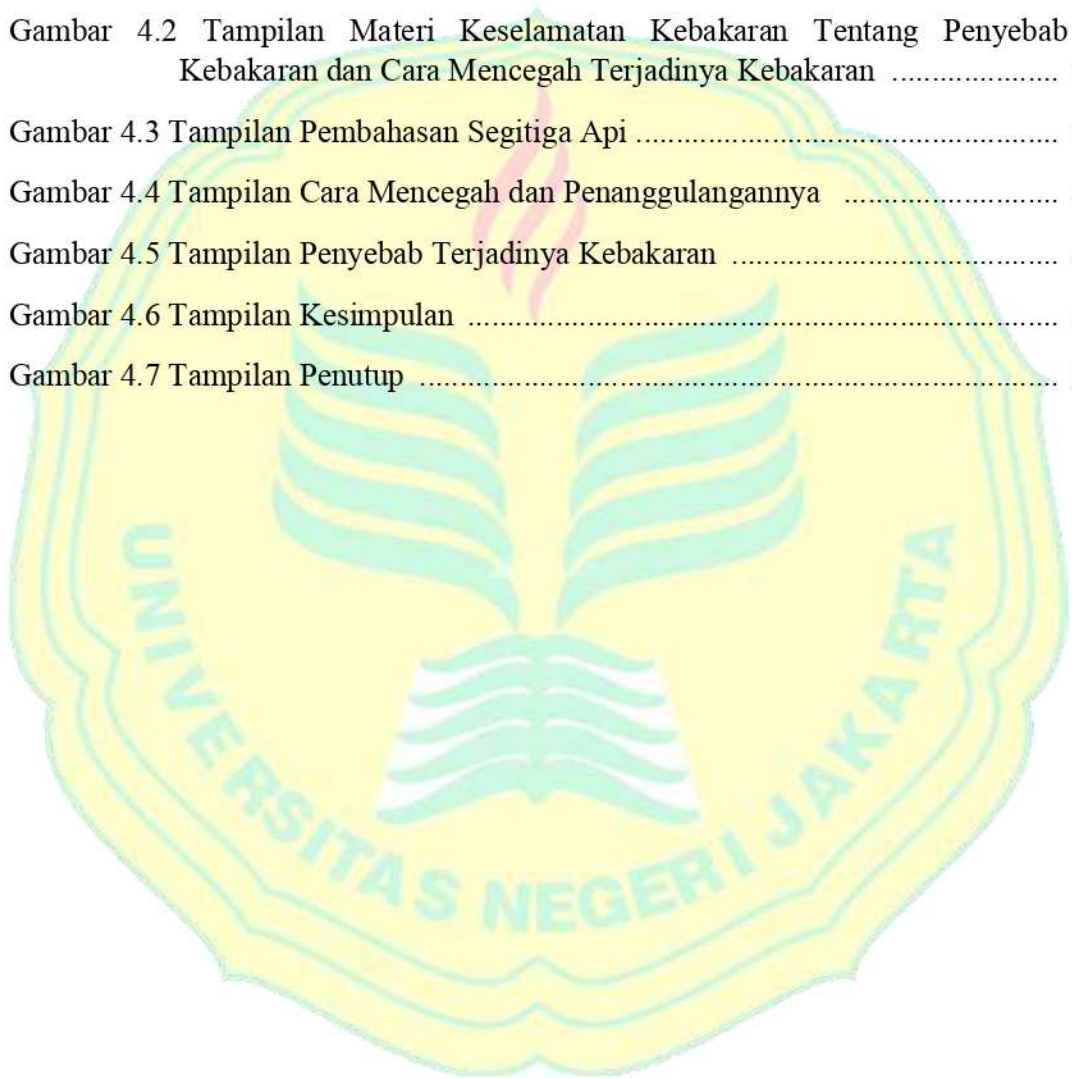 Gambar 4.2 Tampilan Materi Keselamatan Kebakaran Tentang Penyebab
Kebakaran dan Cara Mencegah Terjadinya Kebakaran ......................
Gambar 4.3 Tampilan Pembahasan Segitiga Api ....................................................
Gambar 4.4 Tampilan Cara Mencegah dan Penanggulangannya ...........................
Gambar 4.5 Tampilan Penyebab Terjadinya Kebakaran ........................................
Gambar 4.6 Tampilan Kesimpulan .........................................................................
Gambar 4.7 Tampilan Penutup ...............................................................................
UNIVERSITAS NEGERI JAKARTA